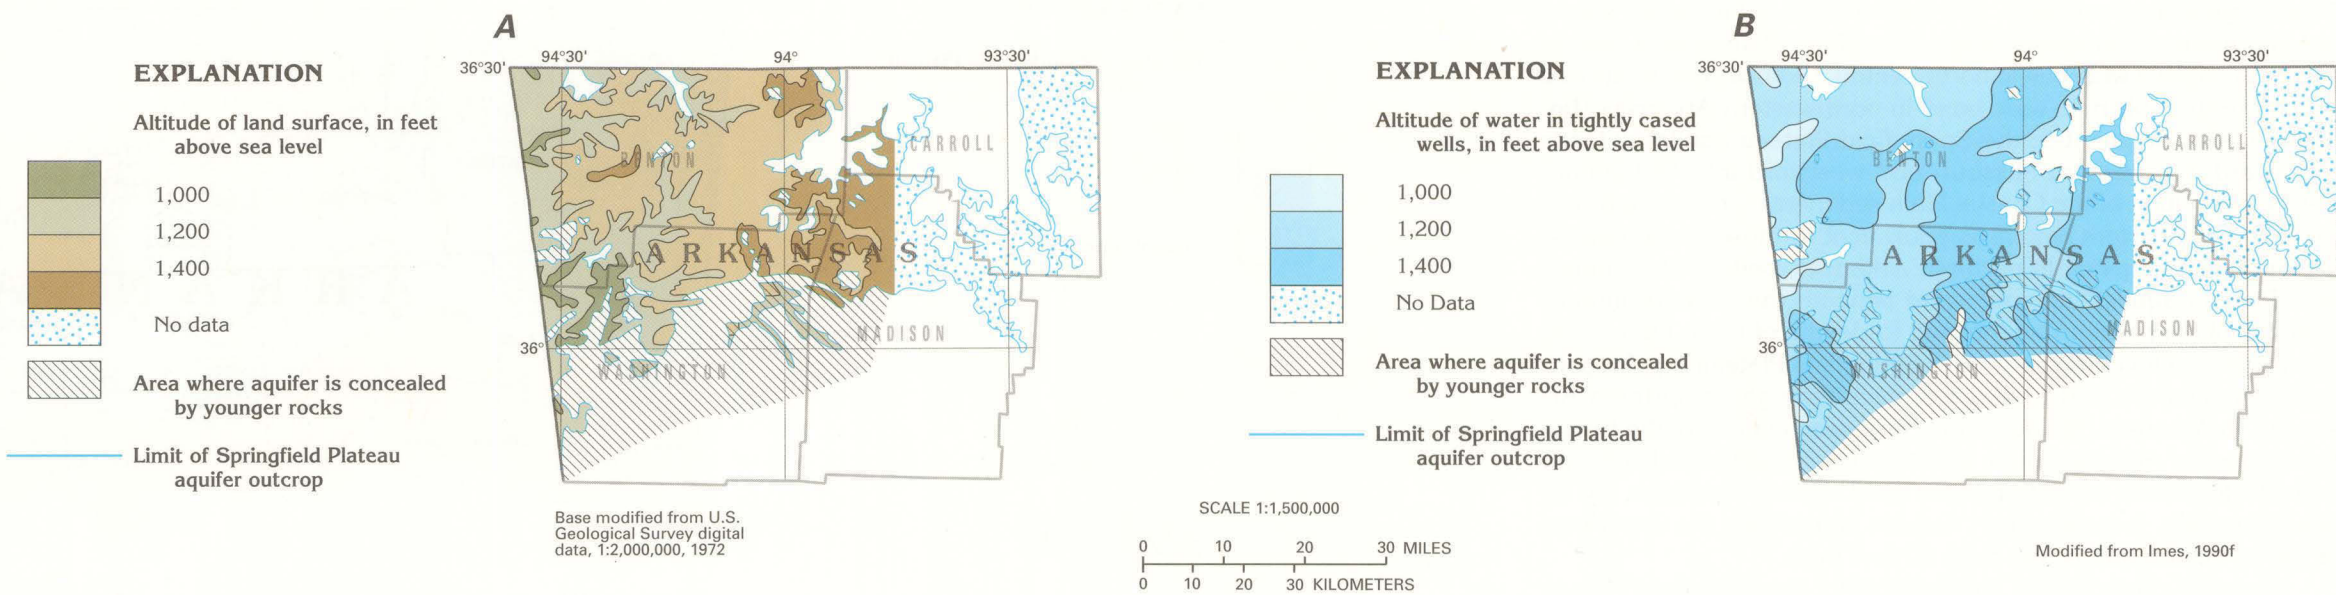 A
EXPLANATION
Altitude of land surface, in feet
above sea level
1,000
1,200
1,400
No data
Area where aquifer is concealed
by younger rocks
Limit of Springfield Plateau
aquifer outcrop
94°30'
94°
93°30'
36°30'
BENTON
CARROLL
ARKANSAS
MADISON
36°
WASHINGTON
Base modified from U.S.
Geological Survey digital
data, 1:2,000,000, 1972
B
EXPLANATION
Altitude of water in tightly cased
wells, in feet above sea level
1,000
1,200
1,400
No Data
Area where aquifer is concealed
by younger rocks
Limit of Springfield Plateau
aquifer outcrop
94°30'
94°
93°30'
36°30'
BENTON
CARROLL
ARKANSAS
MADISON
36°
WASHINGTON
SCALE 1:1,500,000
0 10 20 30 MILES
0 10 20 30 KILOMETERS
Modified from Imes, 1990f